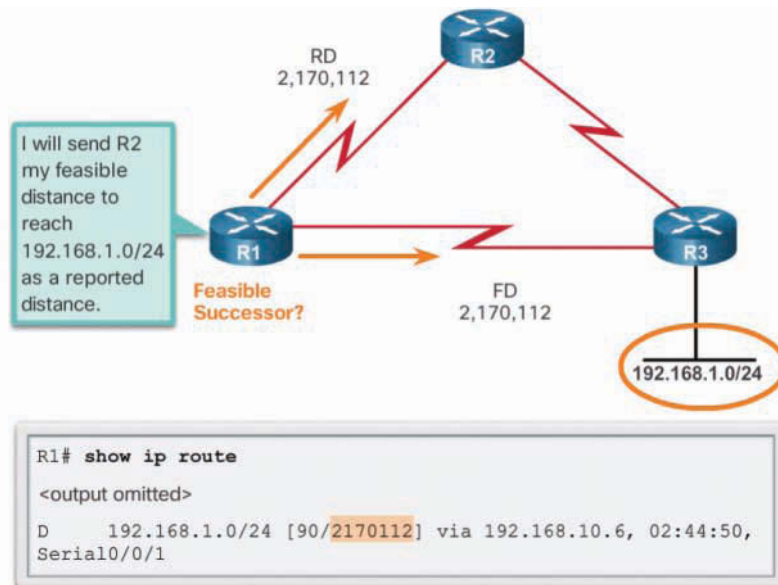 RD
2,170,112
R2
I will send R2
my feasible
distance to
reach
192.168.1.0/24
as a reported
distance.
R1
R3
Feasible
Successor?
FD
2,170,112
192.168.1.0/24
R1# show ip route
<output omitted>
D 192.168.1.0/24 [90/2170112] via 192.168.10.6, 02:44:50,
Serial0/0/1